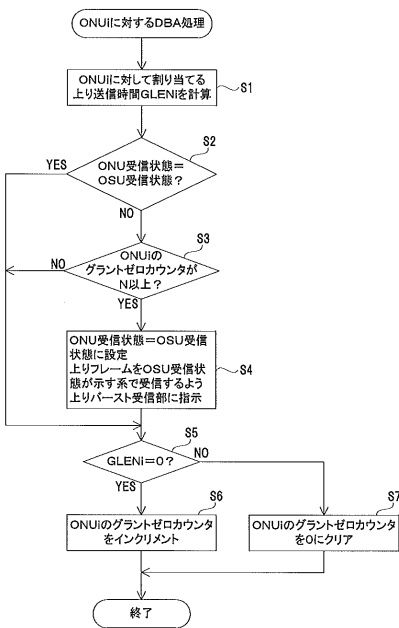 ONUiに対するDBA処理
ONUiに対して割り当てる
上り送信時間GLENiを計算
S1
S2
ONU受信状態=
OSU受信状態?
YES
NO
S3
ONUiの
グラントゼロカウンタが
N以上?
NO
YES
ONU受信状態=OSU受信
状態に設定
上りフレームをOSU受信状
態が示す系で受信するよう
上りバースト受信部に指示
S4
S5
GLENi=0?
NO
YES
S6
ONUiのグラントゼロカウンタ
をインクリメント
S7
ONUiのグラントゼロカウンタ
を0にクリア
終了